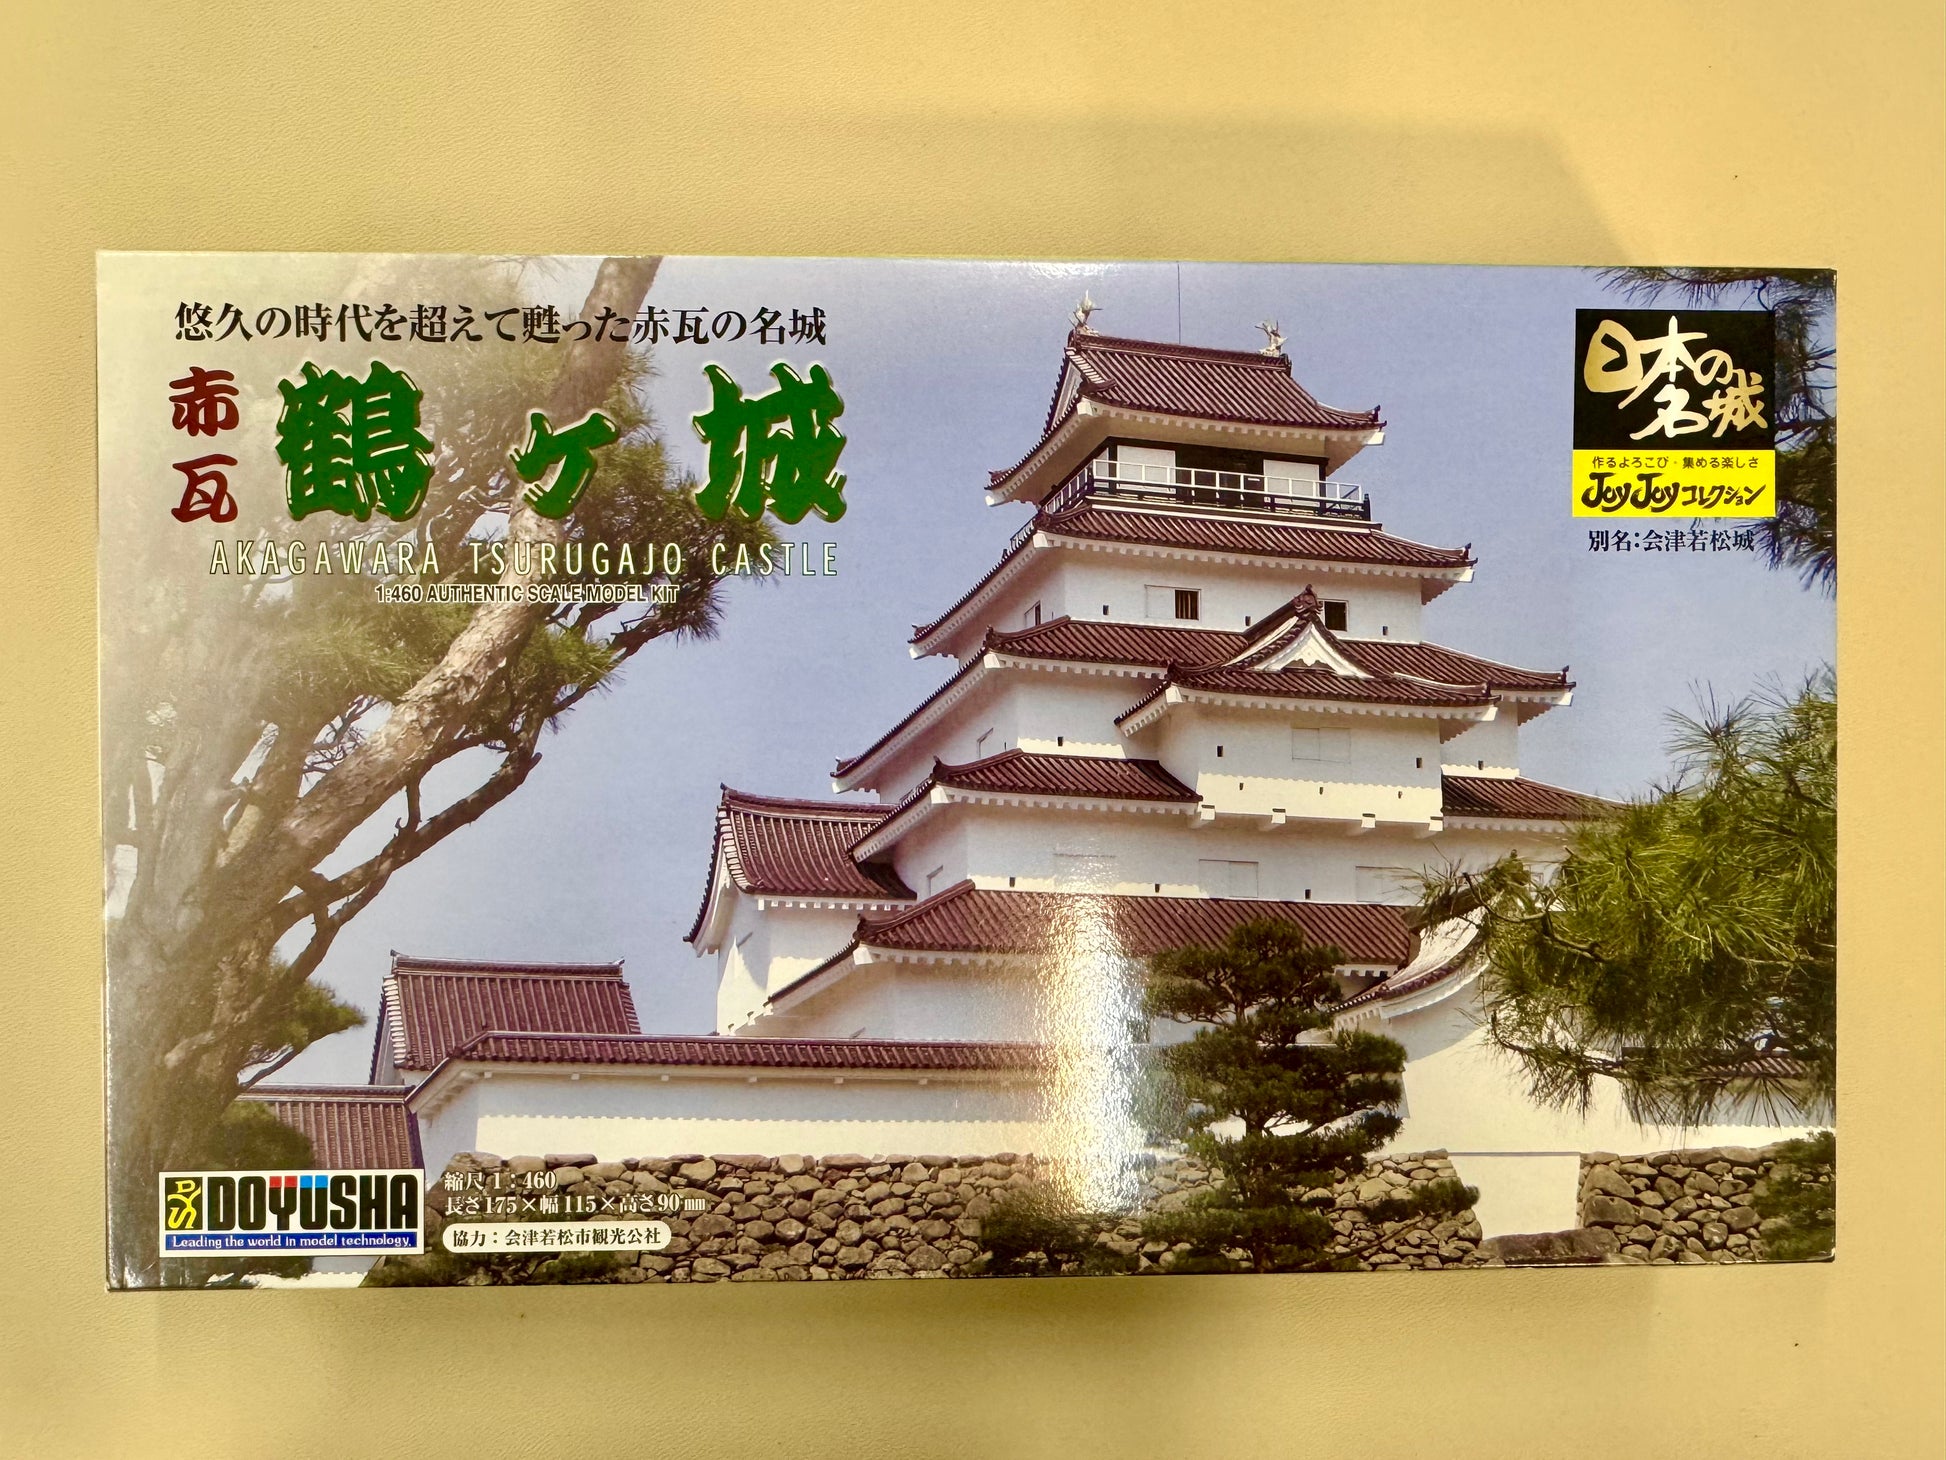 悠久の時代を超えて甦った赤瓦の名城
赤瓦 鶴ヶ城
AKAGAWARA TSURUGAJO CASTLE
1:460 AUTHENTIC SCALE MODEL KIT
日本の名城
作るよろこび・集める楽しさ
JoyJoyコレクション
別名:会津若松城
DOYUSHA
Leading the world in model technology.
縮尺 1:460
長さ175×幅115×高さ90mm
協力:会津若松市観光公社